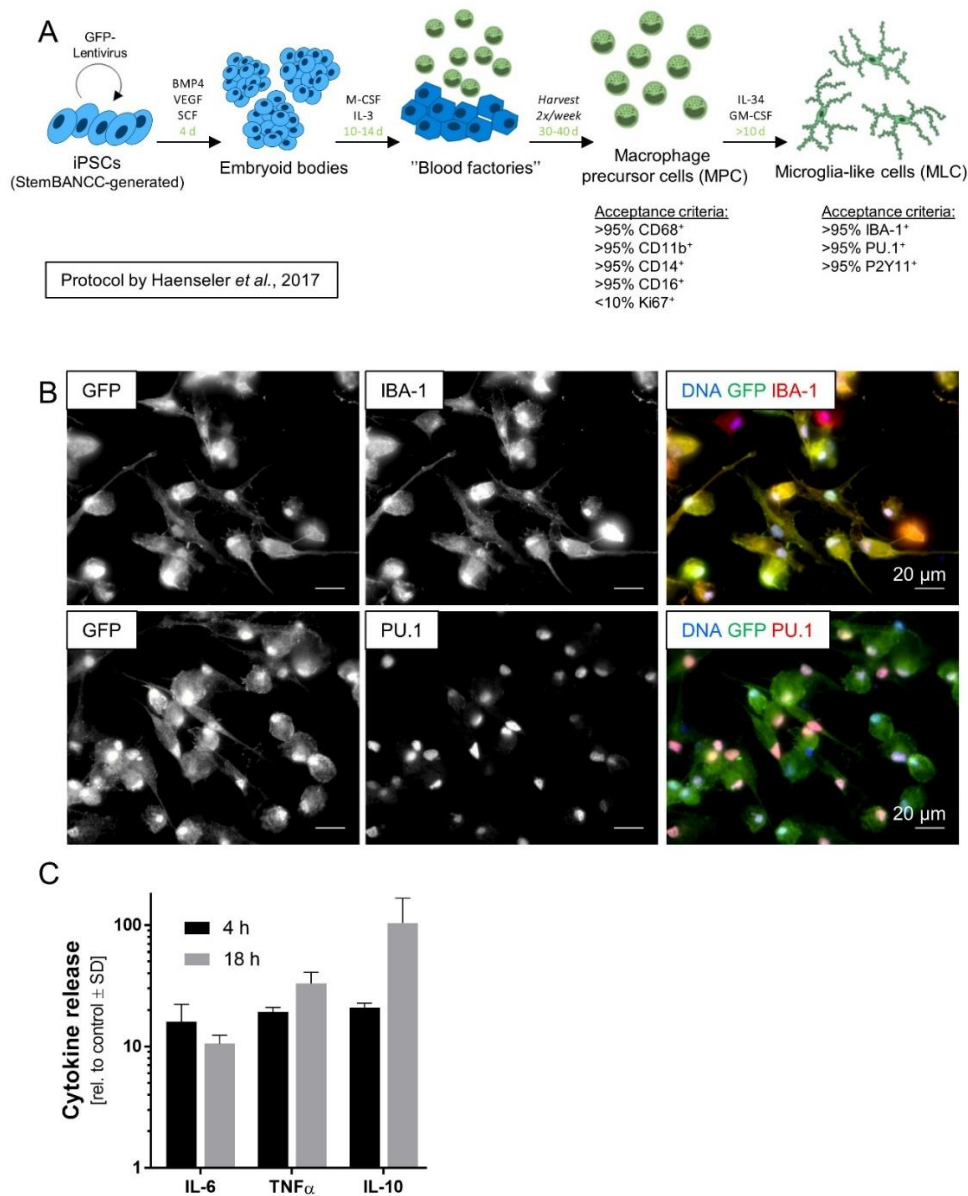 A
GFP-
Lentivirus
iPSCs
(StemBANCC-generated)
BMP4
VEGF
SCF
4 d
Embryoid bodies
M-CSF
IL-3
10-14 d
"Blood factories"
Harvest
2x/week
30-40 d
Macrophage
precursor cells (MPC)
IL-34
GM-CSF
>10 d
Microglia-like cells (MLC)
Acceptance criteria:
>95% CD68+
>95% CD11b+
>95% CD14+
>95% CD16+
<10% Ki67+
Acceptance criteria:
>95% IBA-1+
>95% PU.1+
>95% P2Y11+
Protocol by Haenseler et al., 2017
B
GFP
IBA-1
DNA GFP IBA-1
20 µm
GFP
PU.1
DNA GFP PU.1
20 µm
C
Cytokine release
[rel. to control ± SD]
100
10
1
4 h
18 h
IL-6
TNFα
IL-10